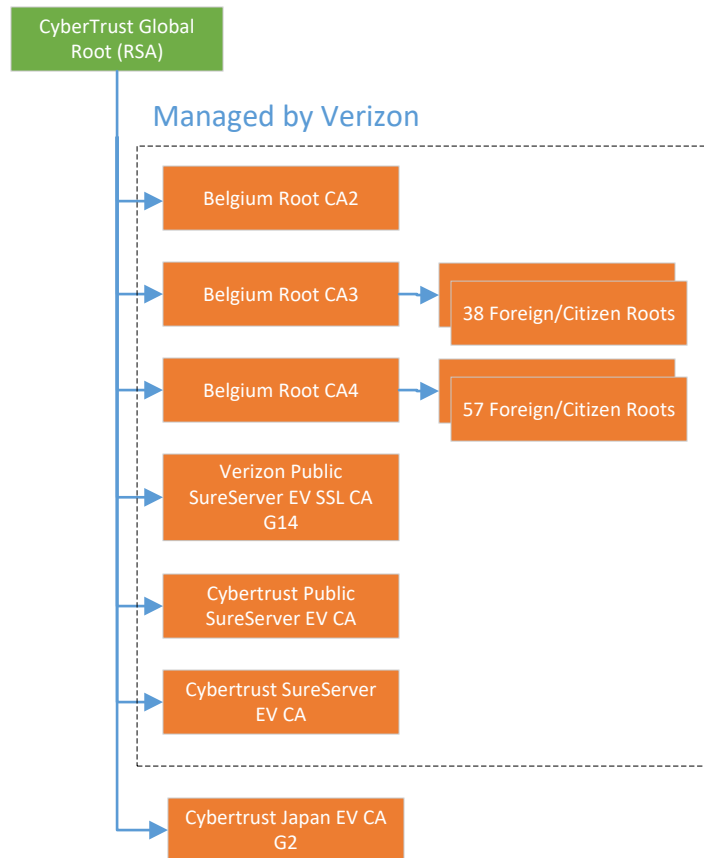 CyberTrust Global
Root (RSA)
Managed by Verizon
Belgium Root CA2
Belgium Root CA3
38 Foreign/Citizen Roots
Belgium Root CA4
57 Foreign/Citizen Roots
Verizon Public
SureServer EV SSL CA
G14
Cybertrust Public
SureServer EV CA
Cybertrust SureServer
EV CA
Cybertrust Japan EV CA
G2